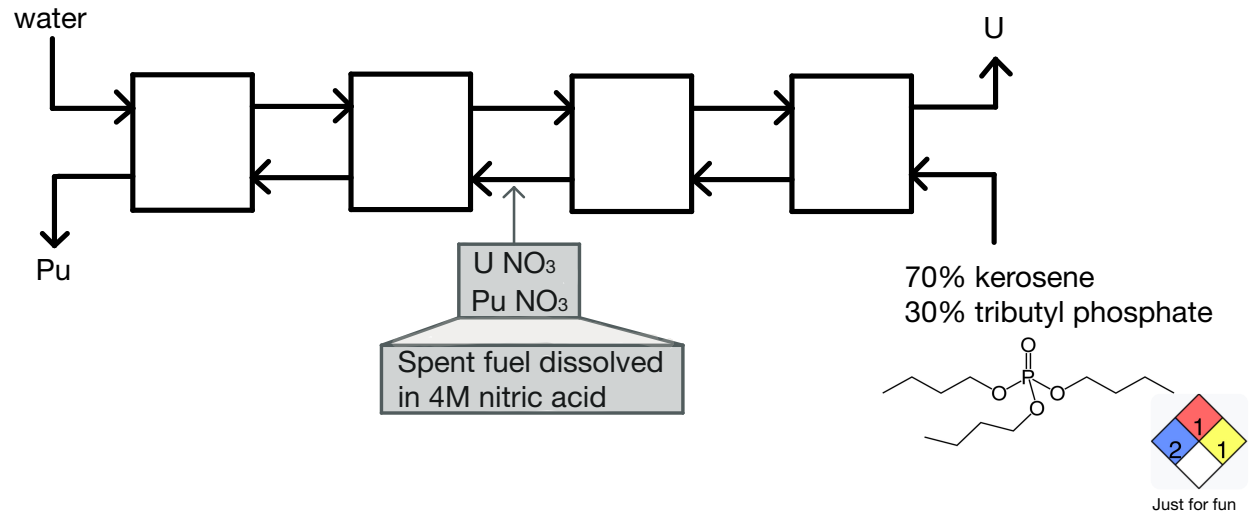 water
U
Pu
U NO₃
Pu NO₃
Spent fuel dissolved
in 4M nitric acid
70% kerosene
30% tributyl phosphate
O
P
O
O
O
1
2
1
Just for fun